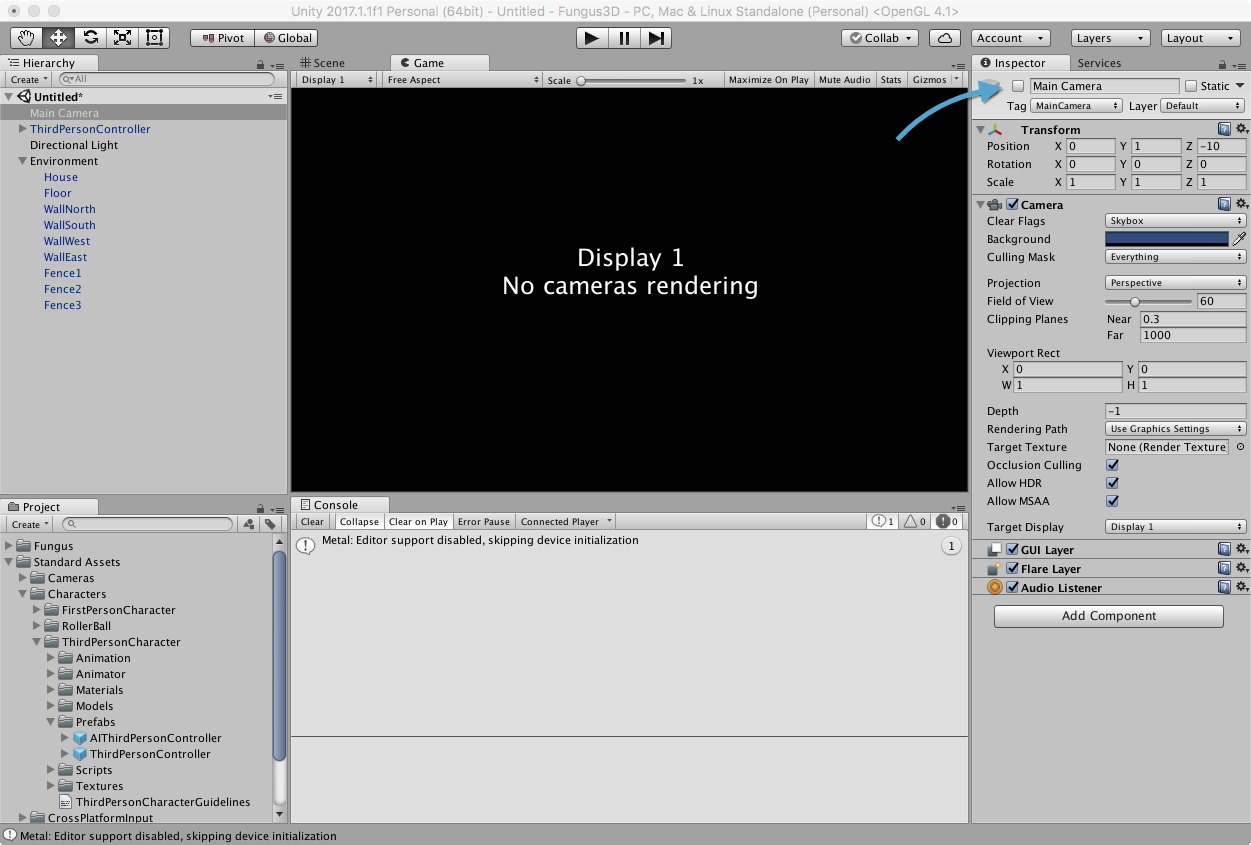 Unity 2017.1.1f1 Personal (64bit) - Untitled - Fungus3D - PC, Mac & Linux Standalone (Personal) <OpenGL 4.1>
Pivot Global Collab Account Layers Layout
Hierarchy
Create All
Untitled*
Main Camera
ThirdPersonController
Directional Light
Environment
House
Floor
WallNorth
WallSouth
WallWest
WallEast
Fence1
Fence2
Fence3
Scene Game
Display 1 Free Aspect Scale 1x Maximize On Play Mute Audio Stats Gizmos
Display 1
No cameras rendering
Inspector Services
Main Camera Static
Tag MainCamera Layer Default
Transform
Position X 0 Y 1 Z -10
Rotation X 0 Y 0 Z 0
Scale X 1 Y 1 Z 1
Camera
Clear Flags Skybox
Background
Culling Mask Everything
Projection Perspective
Field of View 60
Clipping Planes Near 0.3
Far 1000
Viewport Rect
X 0 Y 0
W 1 H 1
Depth -1
Rendering Path Use Graphics Settings
Target Texture None (Render Texture
Occlusion Culling
Allow HDR
Allow MSAA
Target Display Display 1
GUI Layer
Flare Layer
Audio Listener
Add Component
Project
Create
Fungus
Standard Assets
Cameras
Characters
FirstPersonCharacter
RollerBall
ThirdPersonCharacter
Animation
Animator
Materials
Models
Prefabs
AIThirdPersonController
ThirdPersonController
Scripts
Textures
ThirdPersonCharacterGuidelines
CrossPlatformInput
Console
Clear Collapse Clear on Play Error Pause Connected Player 1 0 0
Metal: Editor support disabled, skipping device initialization 1
Metal: Editor support disabled, skipping device initialization